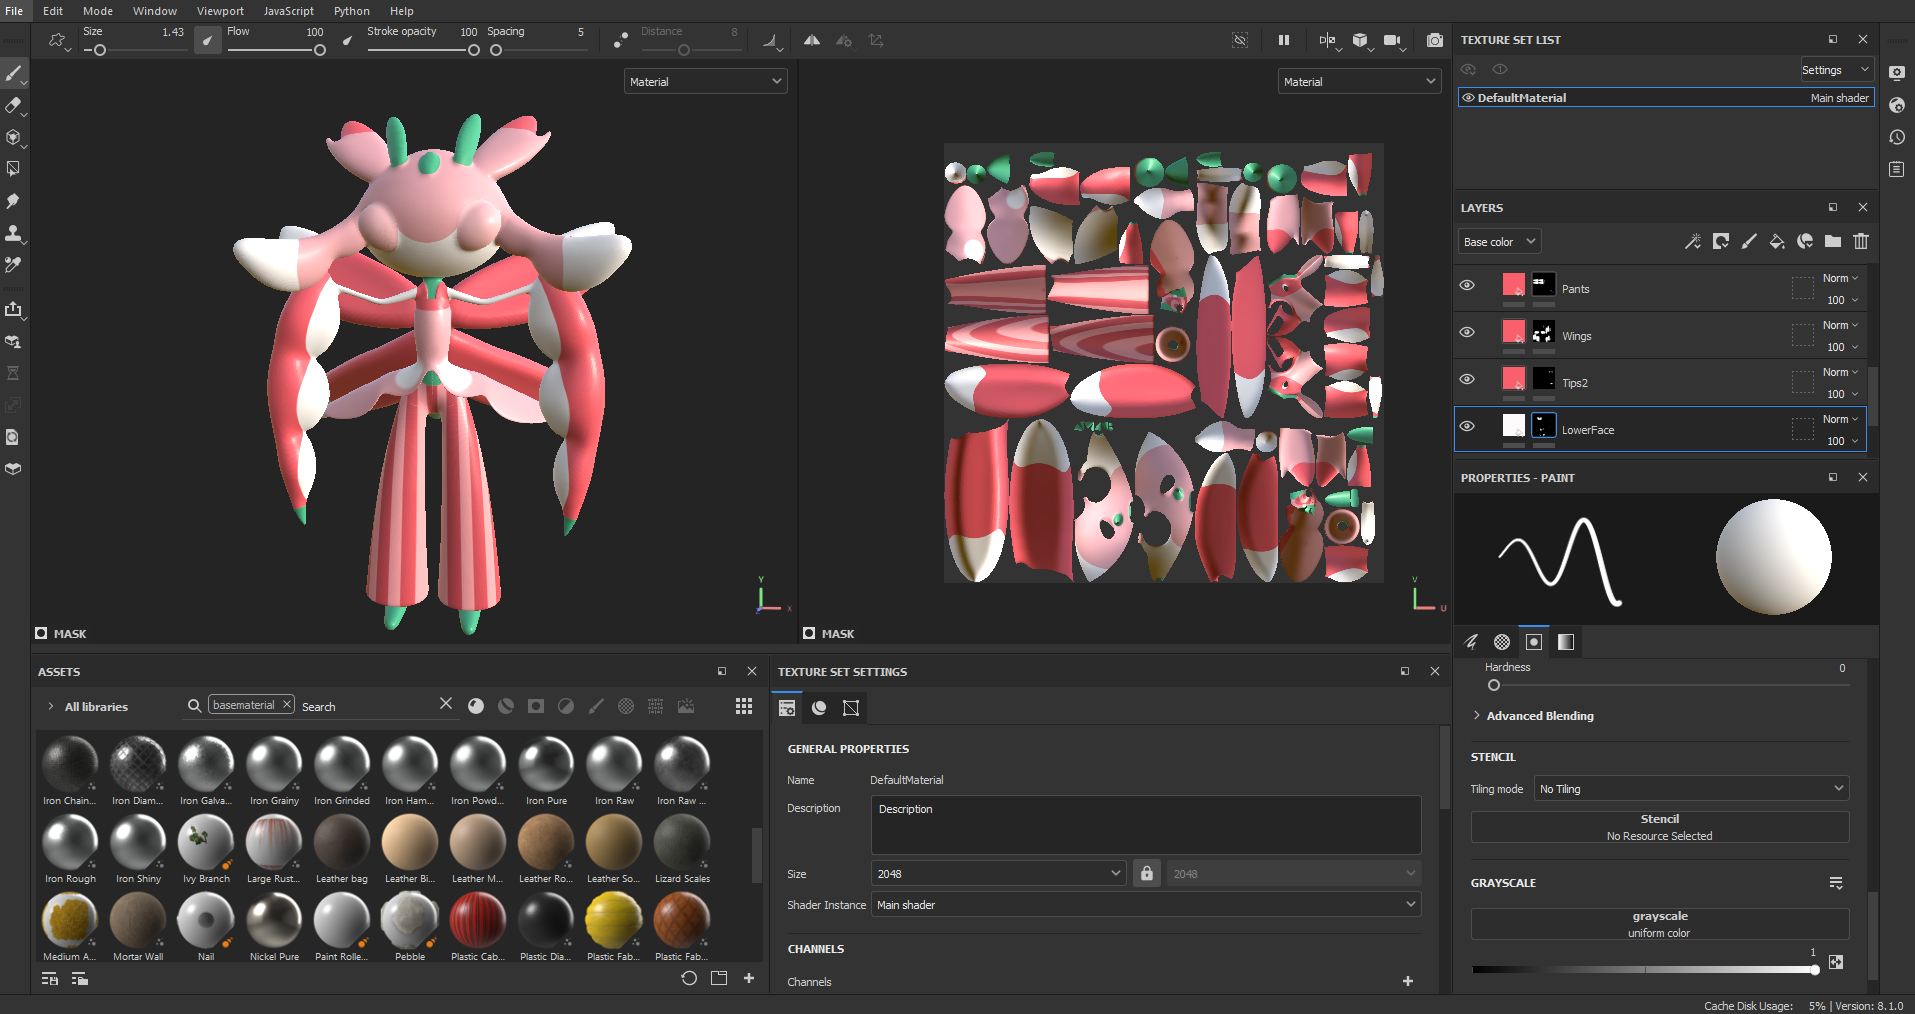 File Edit Mode Window Viewport JavaScript Python Help
Size 1.43 Flow 100 Stroke opacity 100 Spacing 5 Distance 8
Material
Material
Y
X
V
U
MASK
MASK
TEXTURE SET LIST
Settings
DefaultMaterial Main shader
LAYERS
Base color
Pants Norm 100
Wings Norm 100
Tips2 Norm 100
LowerFace Norm 100
PROPERTIES - PAINT
Hardness 0
Advanced Blending
STENCIL
Tiling mode No Tiling
Stencil
No Resource Selected
GRAYSCALE
grayscale
uniform color
1
ASSETS
All libraries basematerial Search
Iron Chain... Iron Diam... Iron Galva... Iron Grainy Iron Grinded Iron Ham... Iron Powd... Iron Pure Iron Raw Iron Raw ...
Iron Rough Iron Shiny Ivy Branch Large Rust... Leather bag Leather Bi... Leather M... Leather Ro... Leather So... Lizard Scales
Medium A... Mortar Wall Nail Nickel Pure Paint Rolle... Pebble Plastic Cab... Plastic Dia... Plastic Fab... Plastic Fab...
TEXTURE SET SETTINGS
GENERAL PROPERTIES
Name DefaultMaterial
Description Description
Size 2048 2048
Shader Instance Main shader
CHANNELS
Channels
Cache Disk Usage: 5% | Version: 8.1.0